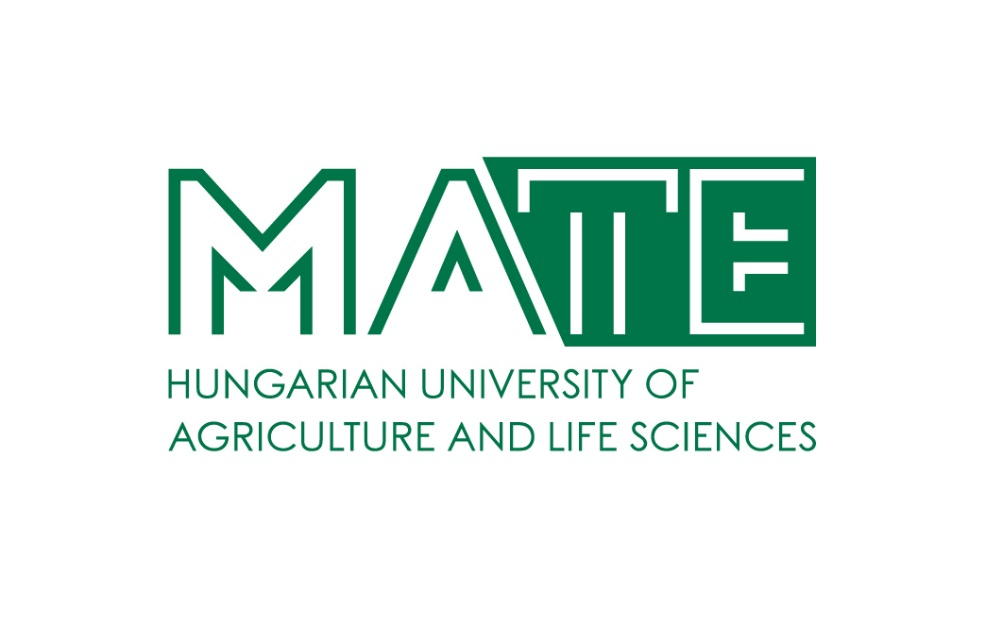 MATE
HUNGARIAN UNIVERSITY OF
AGRICULTURE AND LIFE SCIENCES